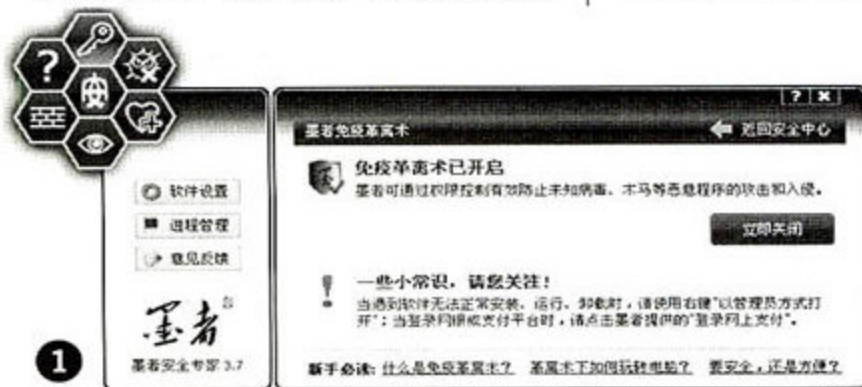 墨者免疫革离术
返回安全中心
免疫革离术已开启
墨者可通过权限控制有效防止未知病毒、木马等恶意程序的攻击和入侵。
立即关闭
软件设置
进程管理
意见反馈
一些小常识，请您关注！
当遇到软件无法正常安装、运行、卸载时，请使用右键"以管理员方式打
开"；当登录网银或支付平台时，请点击墨者提供的"登录网上支付"。
墨者
墨者安全专家 3.7
新手必读: 什么是免疫革离术？ 革离术下如何玩转电脑？ 要安全，还是方便？
1